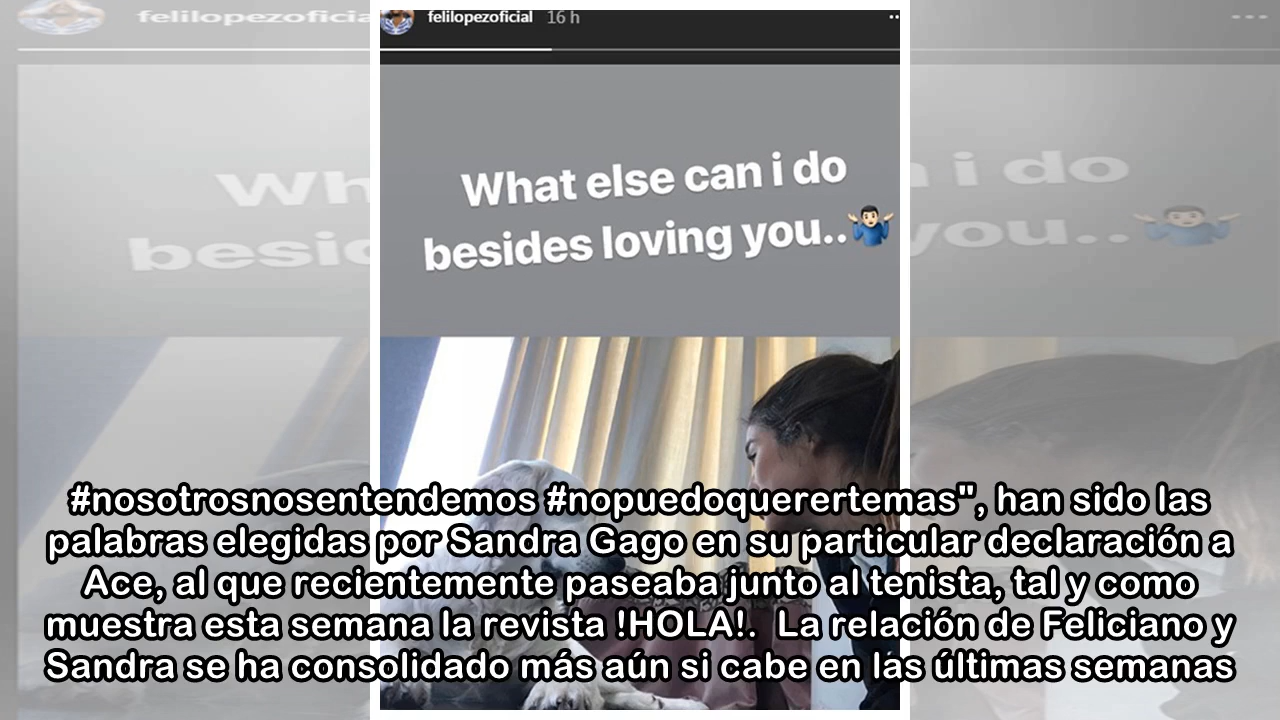 felilopezoficial 16 h
What else can i do
besides loving you..🤷🏻‍♂️
#nosotrosnosentendemos #nopuedoquerertemas", han sido las
palabras elegidas por Sandra Gago en su particular declaración a
Ace, al que recientemente paseaba junto al tenista, tal y como
muestra esta semana la revista !HOLA!. La relación de Feliciano y
Sandra se ha consolidado más aún si cabe en las últimas semanas